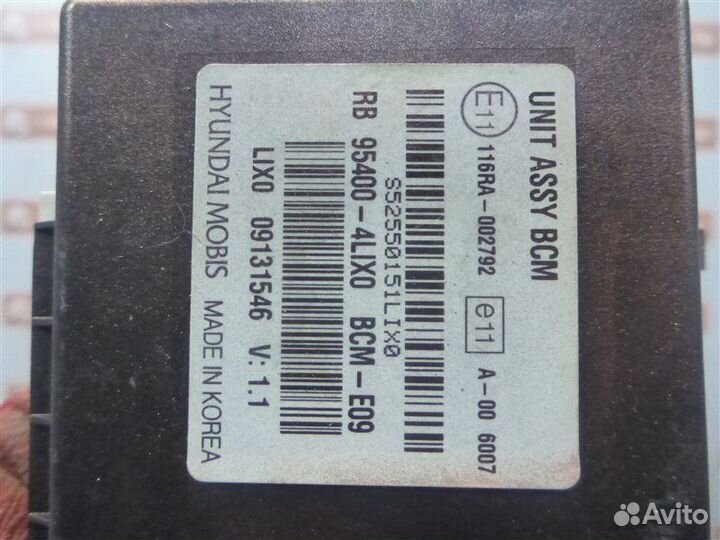 UNIT ASSY BCM
E11 116RA-002792 e11 A-00 6007
S52550151LIX0
RB 95400-4LIX0 BCM-E09
LIX0 09131546 V:1.1
HYUNDAI MOBIS MADE IN KOREA
Avito